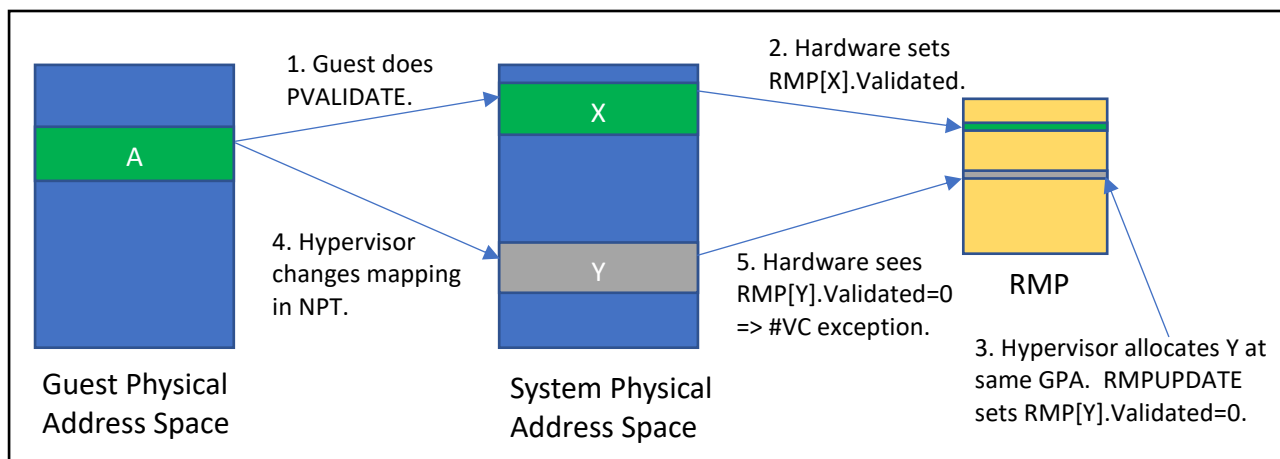 1. Guest does
PVALIDATE.
2. Hardware sets
RMP[X].Validated.
A
X
4. Hypervisor
changes mapping
in NPT.
Y
5. Hardware sees
RMP[Y].Validated=0
=> #VC exception.
RMP
3. Hypervisor allocates Y at
same GPA.  RMPUPDATE
sets RMP[Y].Validated=0.
Guest Physical
Address Space
System Physical
Address Space